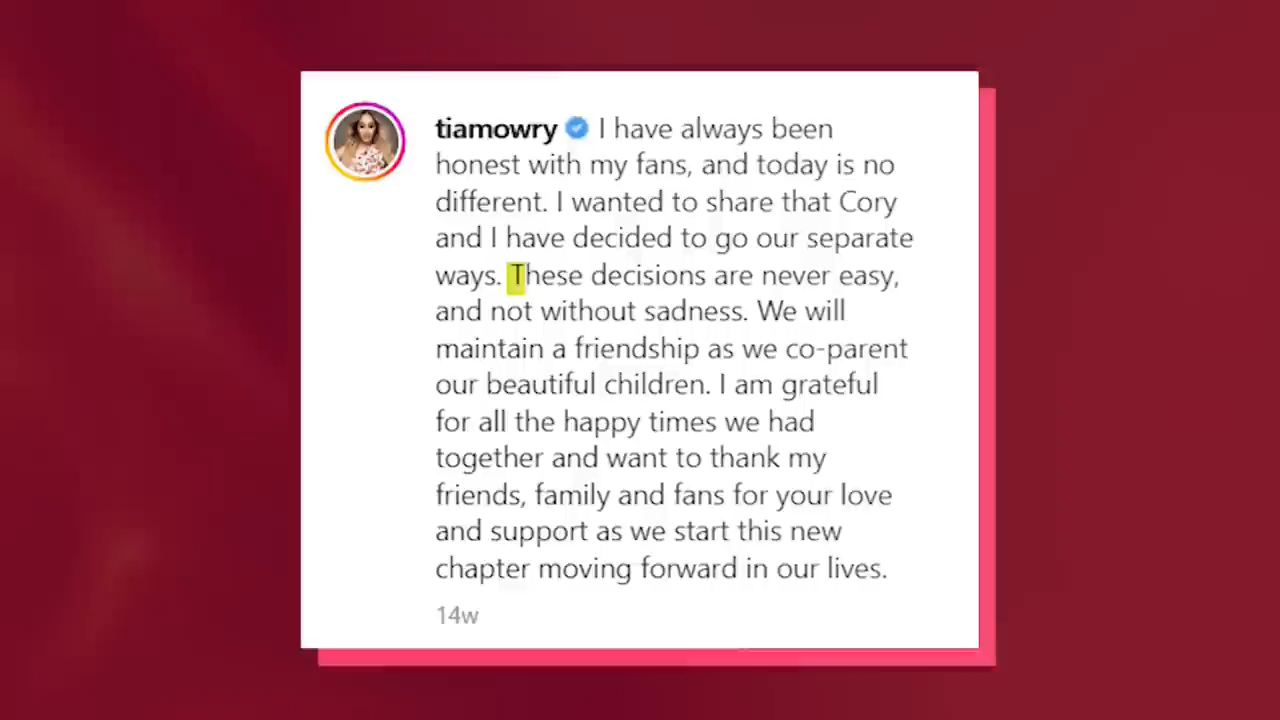 tiamowry I have always been
honest with my fans, and today is no
different. I wanted to share that Cory
and I have decided to go our separate
ways. These decisions are never easy,
and not without sadness. We will
maintain a friendship as we co-parent
our beautiful children. I am grateful
for all the happy times we had
together and want to thank my
friends, family and fans for your love
and support as we start this new
chapter moving forward in our lives.
14w